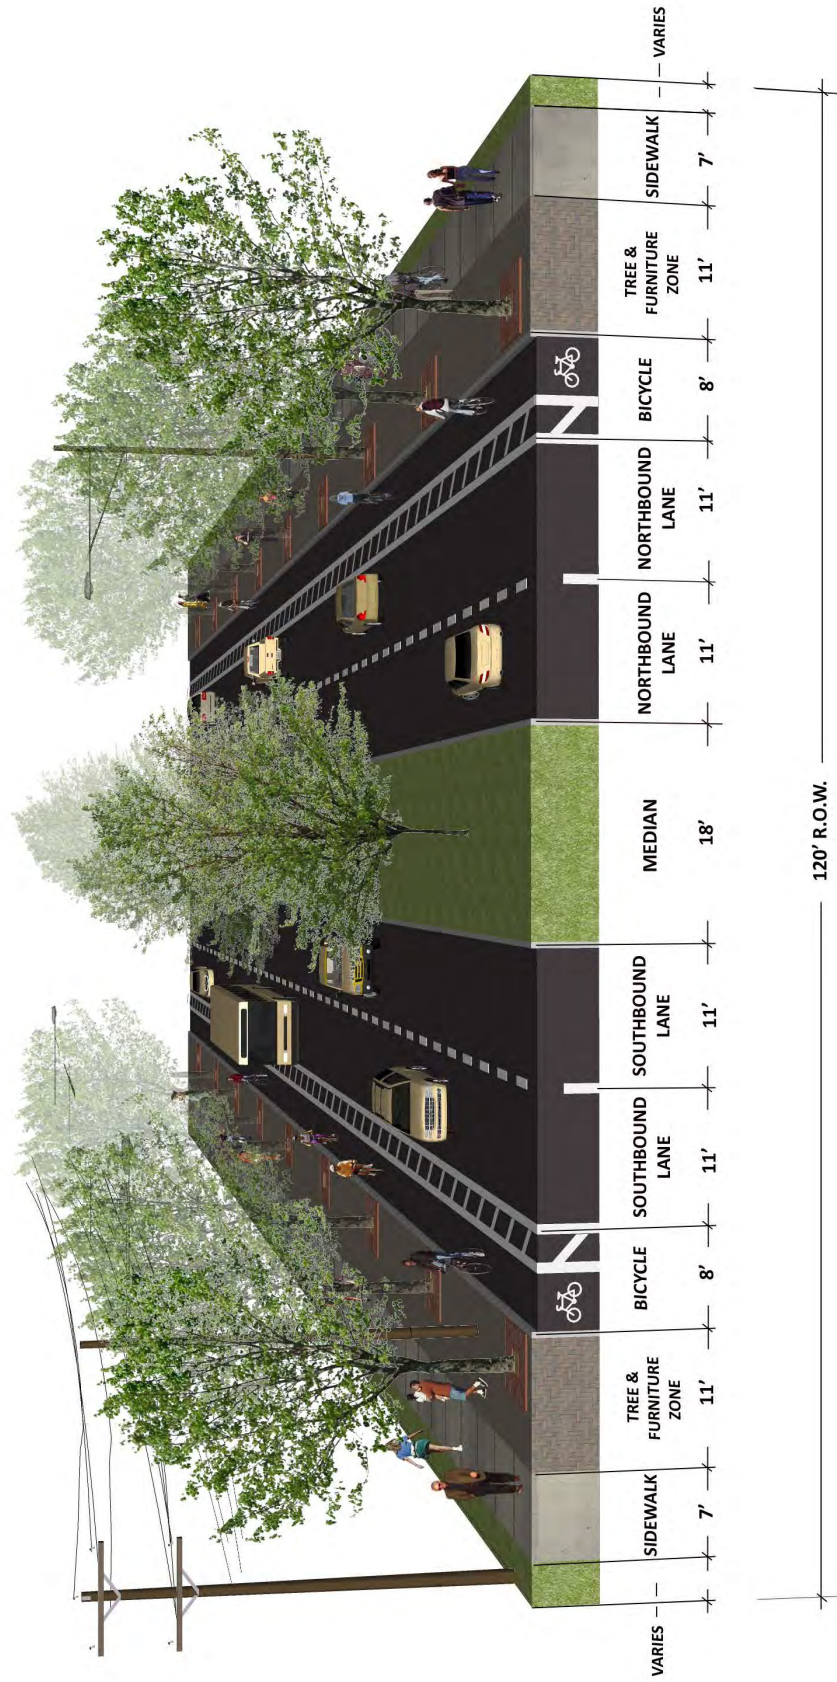 VARIES
SIDEWALK
7'
TREE &
FURNITURE
ZONE
11'
BICYCLE
8'
SOUTHBOUND
LANE
11'
SOUTHBOUND
LANE
11'
MEDIAN
18'
NORTHBOUND
LANE
11'
NORTHBOUND
LANE
11'
BICYCLE
8'
TREE &
FURNITURE
ZONE
11'
SIDEWALK
7'
VARIES
120' R.O.W.